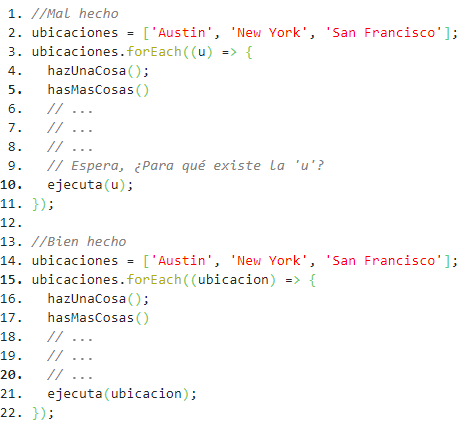 1. //Mal hecho
2. ubicaciones = ['Austin', 'New York', 'San Francisco'];
3. ubicaciones.forEach((u) => {
4.   hazUnaCosa();
5.   hasMasCosas()
6.   // ...
7.   // ...
8.   // ...
9.   // Espera, ¿Para qué existe la 'u'?
10.   ejecuta(u);
11. });
12.
13. //Bien hecho
14. ubicaciones = ['Austin', 'New York', 'San Francisco'];
15. ubicaciones.forEach((ubicacion) => {
16.   hazUnaCosa();
17.   hasMasCosas()
18.   // ...
19.   // ...
20.   // ...
21.   ejecuta(ubicacion);
22. });